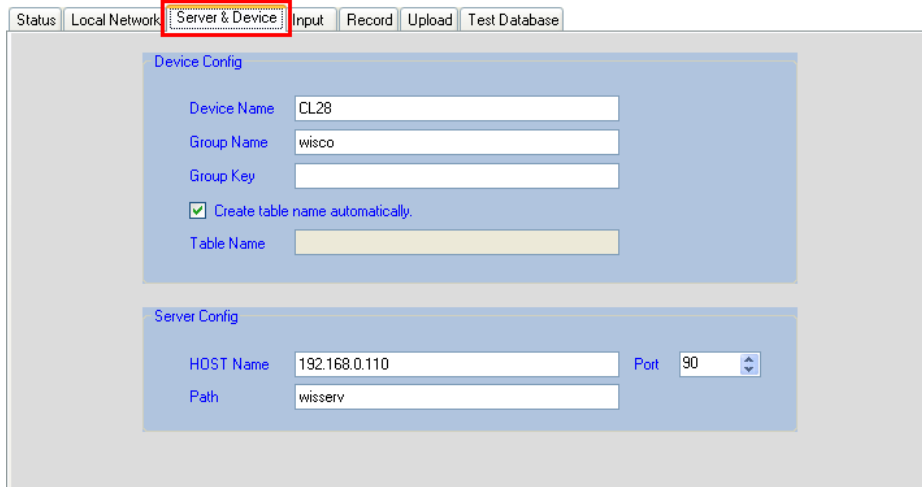 Status Local Network Server & Device Input Record Upload Test Database
Device Config
Device Name CL28
Group Name wisco
Group Key
Create table name automatically.
Table Name
Server Config
HOST Name 192.168.0.110 Port 90
Path wisserv